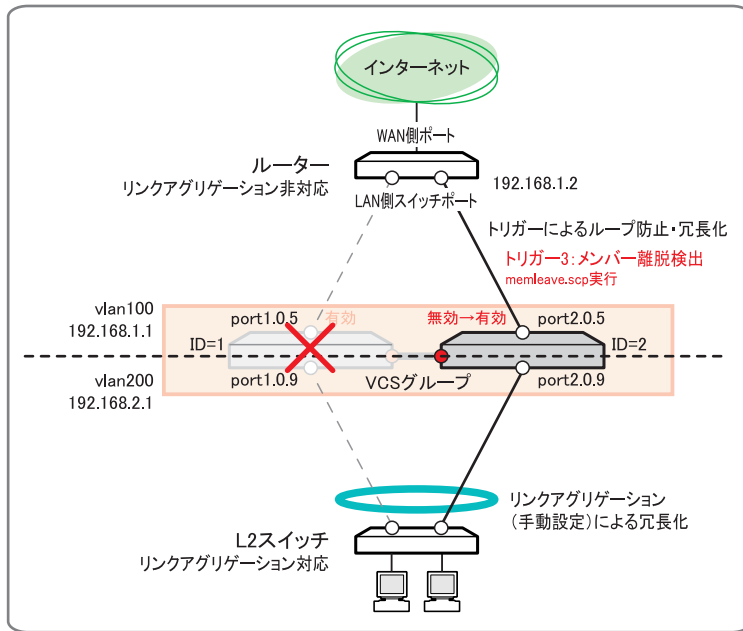 インターネット
WAN側ポート
ルーター
リンクアグリゲーション非対応
192.168.1.2
LAN側スイッチポート
トリガーによるループ防止・冗長化
トリガー3：メンバー離脱検出
memleave.scp実行
vlan100
192.168.1.1
port1.0.5
有効
無効→有効
port2.0.5
ID=1
ID=2
vlan200
192.168.2.1
port1.0.9
VCSグループ
port2.0.9
リンクアグリゲーション
（手動設定）による冗長化
L2スイッチ
リンクアグリゲーション対応